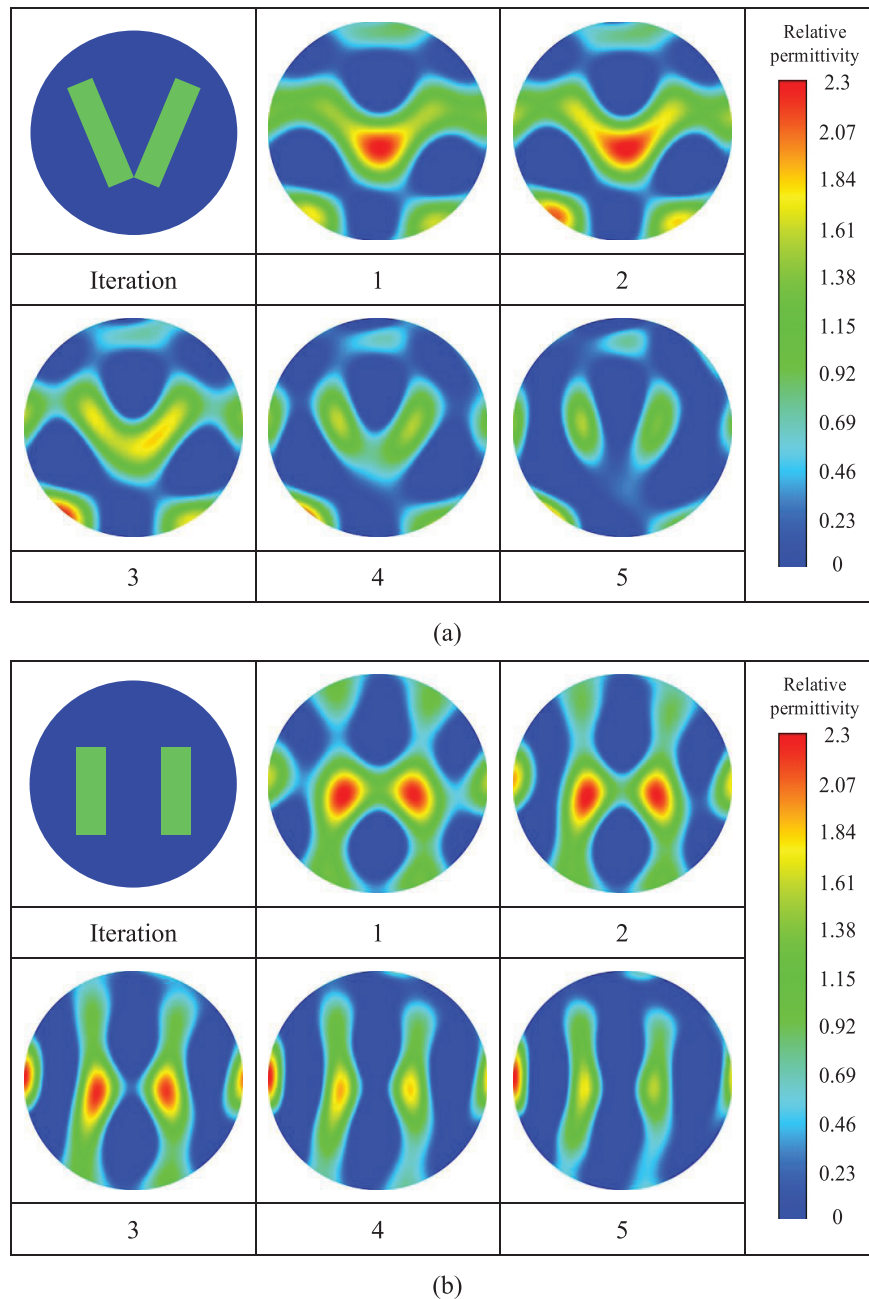 Relative
permittivity
2.3
2.07
1.84
1.61
1.38
1.15
0.92
0.69
0.46
0.23
0
Iteration 1 2
3 4 5
(a)
Relative
permittivity
2.3
2.07
1.84
1.61
1.38
1.15
0.92
0.69
0.46
0.23
0
Iteration 1 2
3 4 5
(b)